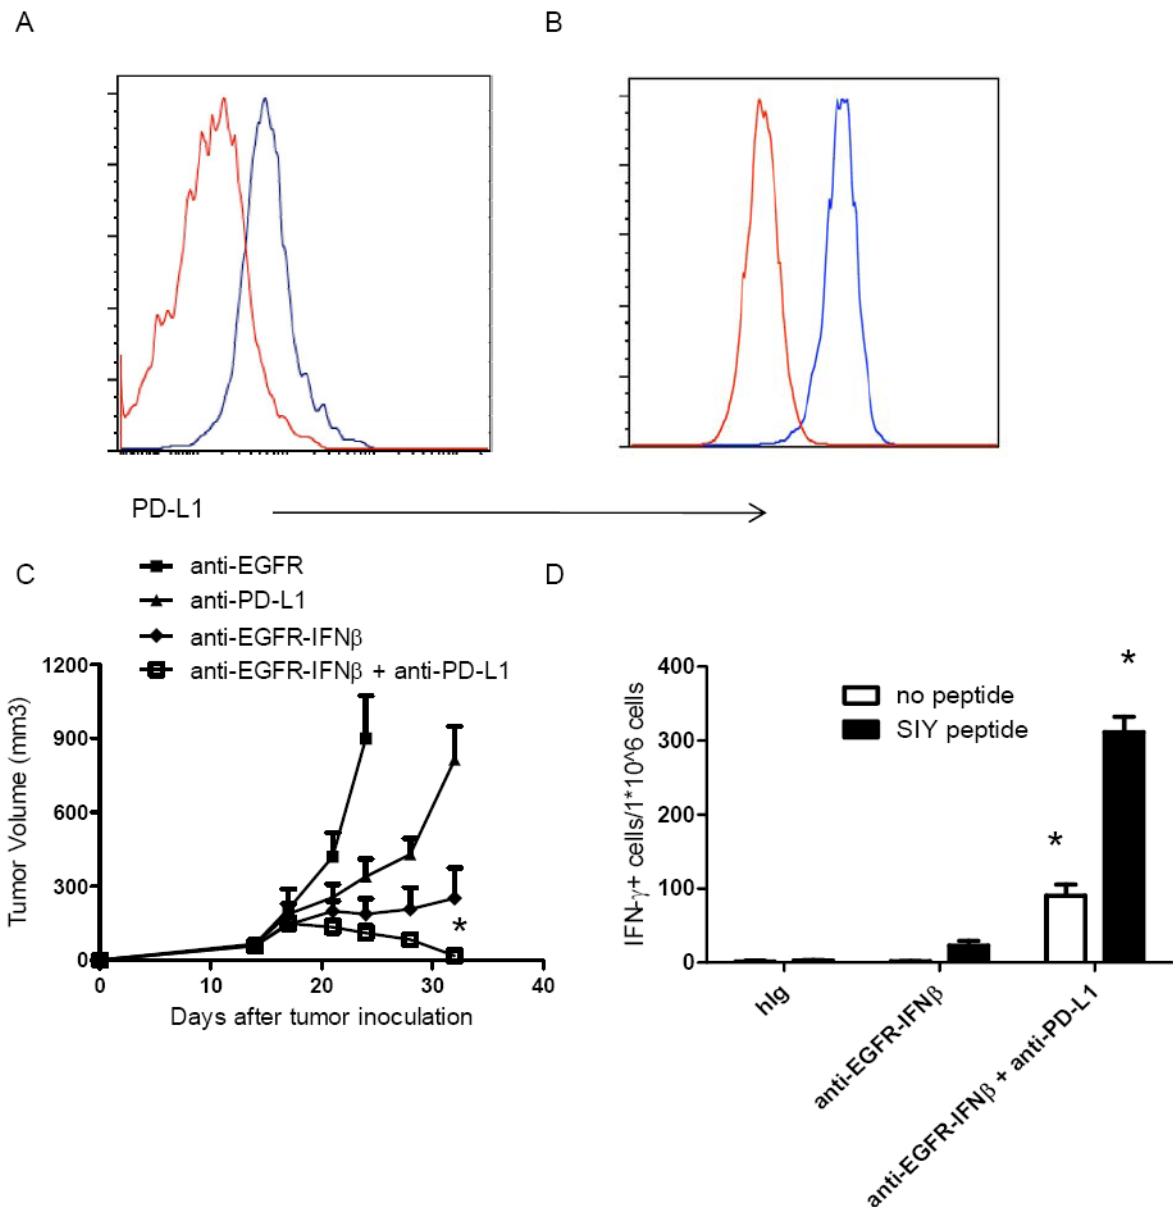 A
B
PD-L1
C
D
anti-EGFR
anti-PD-L1
anti-EGFR-IFNβ
anti-EGFR-IFNβ + anti-PD-L1
1200
900
600
300
0
Tumor Volume (mm3)
*
0
10
20
30
40
Days after tumor inoculation
no peptide
SIY peptide
*
*
400
300
200
100
0
IFN-γ+ cells/1*10^6 cells
hIg
anti-EGFR-IFNβ
anti-EGFR-IFNβ + anti-PD-L1